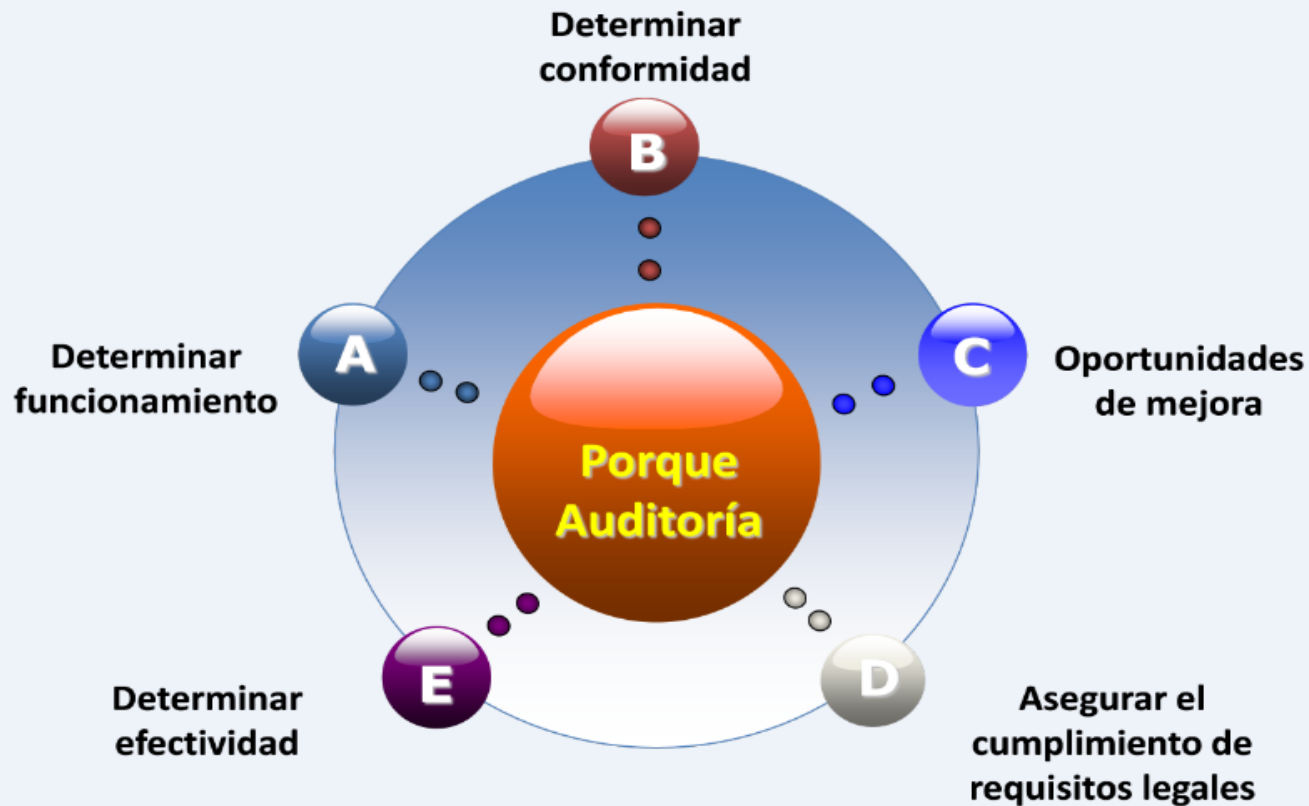 Determinar
conformidad
B
A
Determinar
funcionamiento
C
Oportunidades
de mejora
Porque
Auditoría
E
Determinar
efectividad
D
Asegurar el
cumplimiento de
requisitos legales